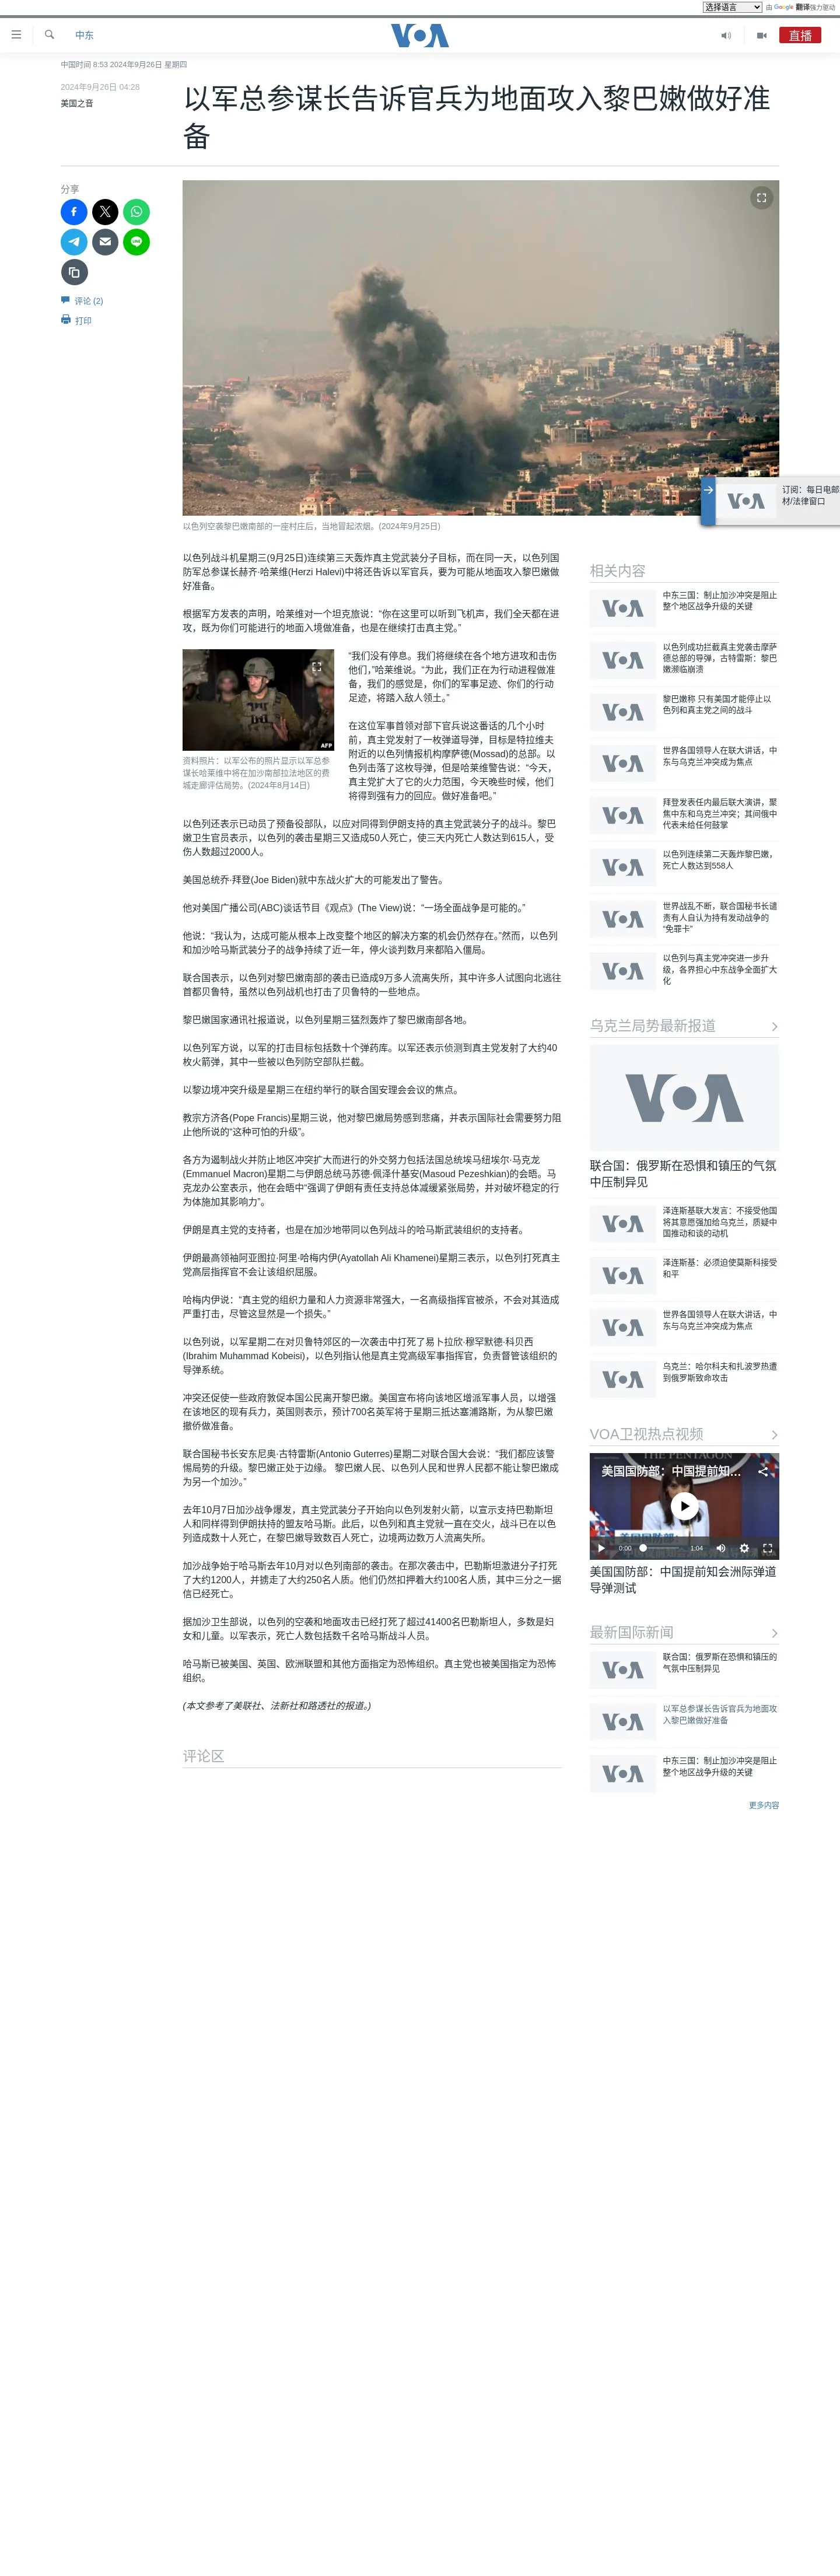 选择语言 由 Google 翻译强力驱动
中东
VOA
直播
中国时间 8:53 2024年9月26日 星期四
2024年9月26日 04:28
美国之音
以军总参谋长告诉官兵为地面攻入黎巴嫩做好准
备
分享
评论 (2)
打印
以色列空袭黎巴嫩南部的一座村庄后，当地冒起浓烟。(2024年9月25日)
VOA
订阅：每日电邮
材/法律窗口
以色列战斗机星期三(9月25日)连续第三天轰炸真主党武装分子目标，而在同一天，以色列国
防军总参谋长赫齐·哈莱维(Herzi Halevi)中将还告诉以军官兵，要为可能从地面攻入黎巴嫩做
好准备。
根据军方发表的声明，哈莱维对一个坦克旅说：“你在这里可以听到飞机声，我们全天都在进
攻，既为你们可能进行的地面入境做准备，也是在继续打击真主党。”
AFP
资料照片：以军公布的照片显示以军总参
谋长哈莱维中将在加沙南部拉法地区的费
城走廊评估局势。(2024年8月14日)
“我们没有停息。我们将继续在各个地方进攻和击伤
他们，”哈莱维说。“为此，我们正在为行动进程做准
备，我们的感觉是，你们的军事足迹、你们的行动
足迹，将踏入敌人领土。”
在这位军事首领对部下官兵说这番话的几个小时
前，真主党发射了一枚弹道导弹，目标是特拉维夫
附近的以色列情报机构摩萨德(Mossad)的总部。以
色列击落了这枚导弹，但是哈莱维警告说：“今天，
真主党扩大了它的火力范围，今天晚些时候，他们
将得到强有力的回应。做好准备吧。”
以色列还表示已动员了预备役部队，以应对同得到伊朗支持的真主党武装分子的战斗。黎巴
嫩卫生官员表示，以色列的袭击星期三又造成50人死亡，使三天内死亡人数达到615人，受
伤人数超过2000人。
美国总统乔·拜登(Joe Biden)就中东战火扩大的可能发出了警告。
他对美国广播公司(ABC)谈话节目《观点》(The View)说：“一场全面战争是可能的。”
他说：“我认为，达成可能从根本上改变整个地区的解决方案的机会仍然存在。”然而，以色列
和加沙哈马斯武装分子的战争持续了近一年，停火谈判数月来都陷入僵局。
联合国表示，以色列对黎巴嫩南部的袭击已造成9万多人流离失所，其中许多人试图向北逃往
首都贝鲁特，虽然以色列战机也打击了贝鲁特的一些地点。
黎巴嫩国家通讯社报道说，以色列星期三猛烈轰炸了黎巴嫩南部各地。
以色列军方说，以军的打击目标包括数十个弹药库。以军还表示侦测到真主党发射了大约40
枚火箭弹，其中一些被以色列防空部队拦截。
以黎边境冲突升级是星期三在纽约举行的联合国安理会会议的焦点。
教宗方济各(Pope Francis)星期三说，他对黎巴嫩局势感到悲痛，并表示国际社会需要努力阻
止他所说的“这种可怕的升级”。
各方为遏制战火并防止地区冲突扩大而进行的外交努力包括法国总统埃马纽埃尔·马克龙
(Emmanuel Macron)星期二与伊朗总统马苏德·佩泽什基安(Masoud Pezeshkian)的会晤。马
克龙办公室表示，他在会晤中“强调了伊朗有责任支持总体减缓紧张局势，并对破坏稳定的行
为体施加其影响力”。
伊朗是真主党的支持者，也是在加沙地带同以色列战斗的哈马斯武装组织的支持者。
伊朗最高领袖阿亚图拉·阿里·哈梅内伊(Ayatollah Ali Khamenei)星期三表示，以色列打死真主
党高层指挥官不会让该组织屈服。
哈梅内伊说：“真主党的组织力量和人力资源非常强大，一名高级指挥官被杀，不会对其造成
严重打击，尽管这显然是一个损失。”
以色列说，以军星期二在对贝鲁特郊区的一次袭击中打死了易卜拉欣·穆罕默德·科贝西
(Ibrahim Muhammad Kobeisi)，以色列指认他是真主党高级军事指挥官，负责督管该组织的
导弹系统。
冲突还促使一些政府敦促本国公民离开黎巴嫩。美国宣布将向该地区增派军事人员，以增强
在该地区的现有兵力，英国则表示，预计700名英军将于星期三抵达塞浦路斯，为从黎巴嫩
撤侨做准备。
联合国秘书长安东尼奥·古特雷斯(Antonio Guterres)星期二对联合国大会说：“我们都应该警
惕局势的升级。黎巴嫩正处于边缘。 黎巴嫩人民、以色列人民和世界人民都不能让黎巴嫩成
为另一个加沙。”
去年10月7日加沙战争爆发，真主党武装分子开始向以色列发射火箭，以宣示支持巴勒斯坦
人和同样得到伊朗扶持的盟友哈马斯。此后，以色列和真主党就一直在交火，战斗已在以色
列造成数十人死亡，在黎巴嫩导致数百人死亡，边境两边数万人流离失所。
加沙战争始于哈马斯去年10月对以色列南部的袭击。在那次袭击中，巴勒斯坦激进分子打死
了大约1200人，并掳走了大约250名人质。他们仍然扣押着大约100名人质，其中三分之一据
信已经死亡。
据加沙卫生部说，以色列的空袭和地面攻击已经打死了超过41400名巴勒斯坦人，多数是妇
女和儿童。以军表示，死亡人数包括数千名哈马斯战斗人员。
哈马斯已被美国、英国、欧洲联盟和其他方面指定为恐怖组织。真主党也被美国指定为恐怖
组织。
(本文参考了美联社、法新社和路透社的报道。)
评论区
相关内容
VOA
中东三国：制止加沙冲突是阻止
整个地区战争升级的关键
VOA
以色列成功拦截真主党袭击摩萨
德总部的导弹，古特雷斯：黎巴
嫩濒临崩溃
VOA
黎巴嫩称 只有美国才能停止以
色列和真主党之间的战斗
VOA
世界各国领导人在联大讲话，中
东与乌克兰冲突成为焦点
VOA
拜登发表任内最后联大演讲，聚
焦中东和乌克兰冲突；其间俄中
代表未给任何鼓掌
VOA
以色列连续第二天轰炸黎巴嫩，
死亡人数达到558人
VOA
世界战乱不断，联合国秘书长谴
责有人自认为持有发动战争的
“免罪卡”
VOA
以色列与真主党冲突进一步升
级，各界担心中东战争全面扩大
化
乌克兰局势最新报道
VOA
联合国：俄罗斯在恐惧和镇压的气氛
中压制异见
VOA
泽连斯基联大发言：不接受他国
将其意愿强加给乌克兰，质疑中
国推动和谈的动机
VOA
泽连斯基：必须迫使莫斯科接受
和平
VOA
世界各国领导人在联大讲话，中
东与乌克兰冲突成为焦点
VOA
乌克兰：哈尔科夫和扎波罗热遭
到俄罗斯致命攻击
VOA卫视热点视频
THE PENTAGON
美国国防部：中国提前知...
美国国防部：
0:00 1:04
美国国防部：中国提前知会洲际弹道
导弹测试
最新国际新闻
VOA
联合国：俄罗斯在恐惧和镇压的
气氛中压制异见
VOA
以军总参谋长告诉官兵为地面攻
入黎巴嫩做好准备
VOA
中东三国：制止加沙冲突是阻止
整个地区战争升级的关键
更多内容